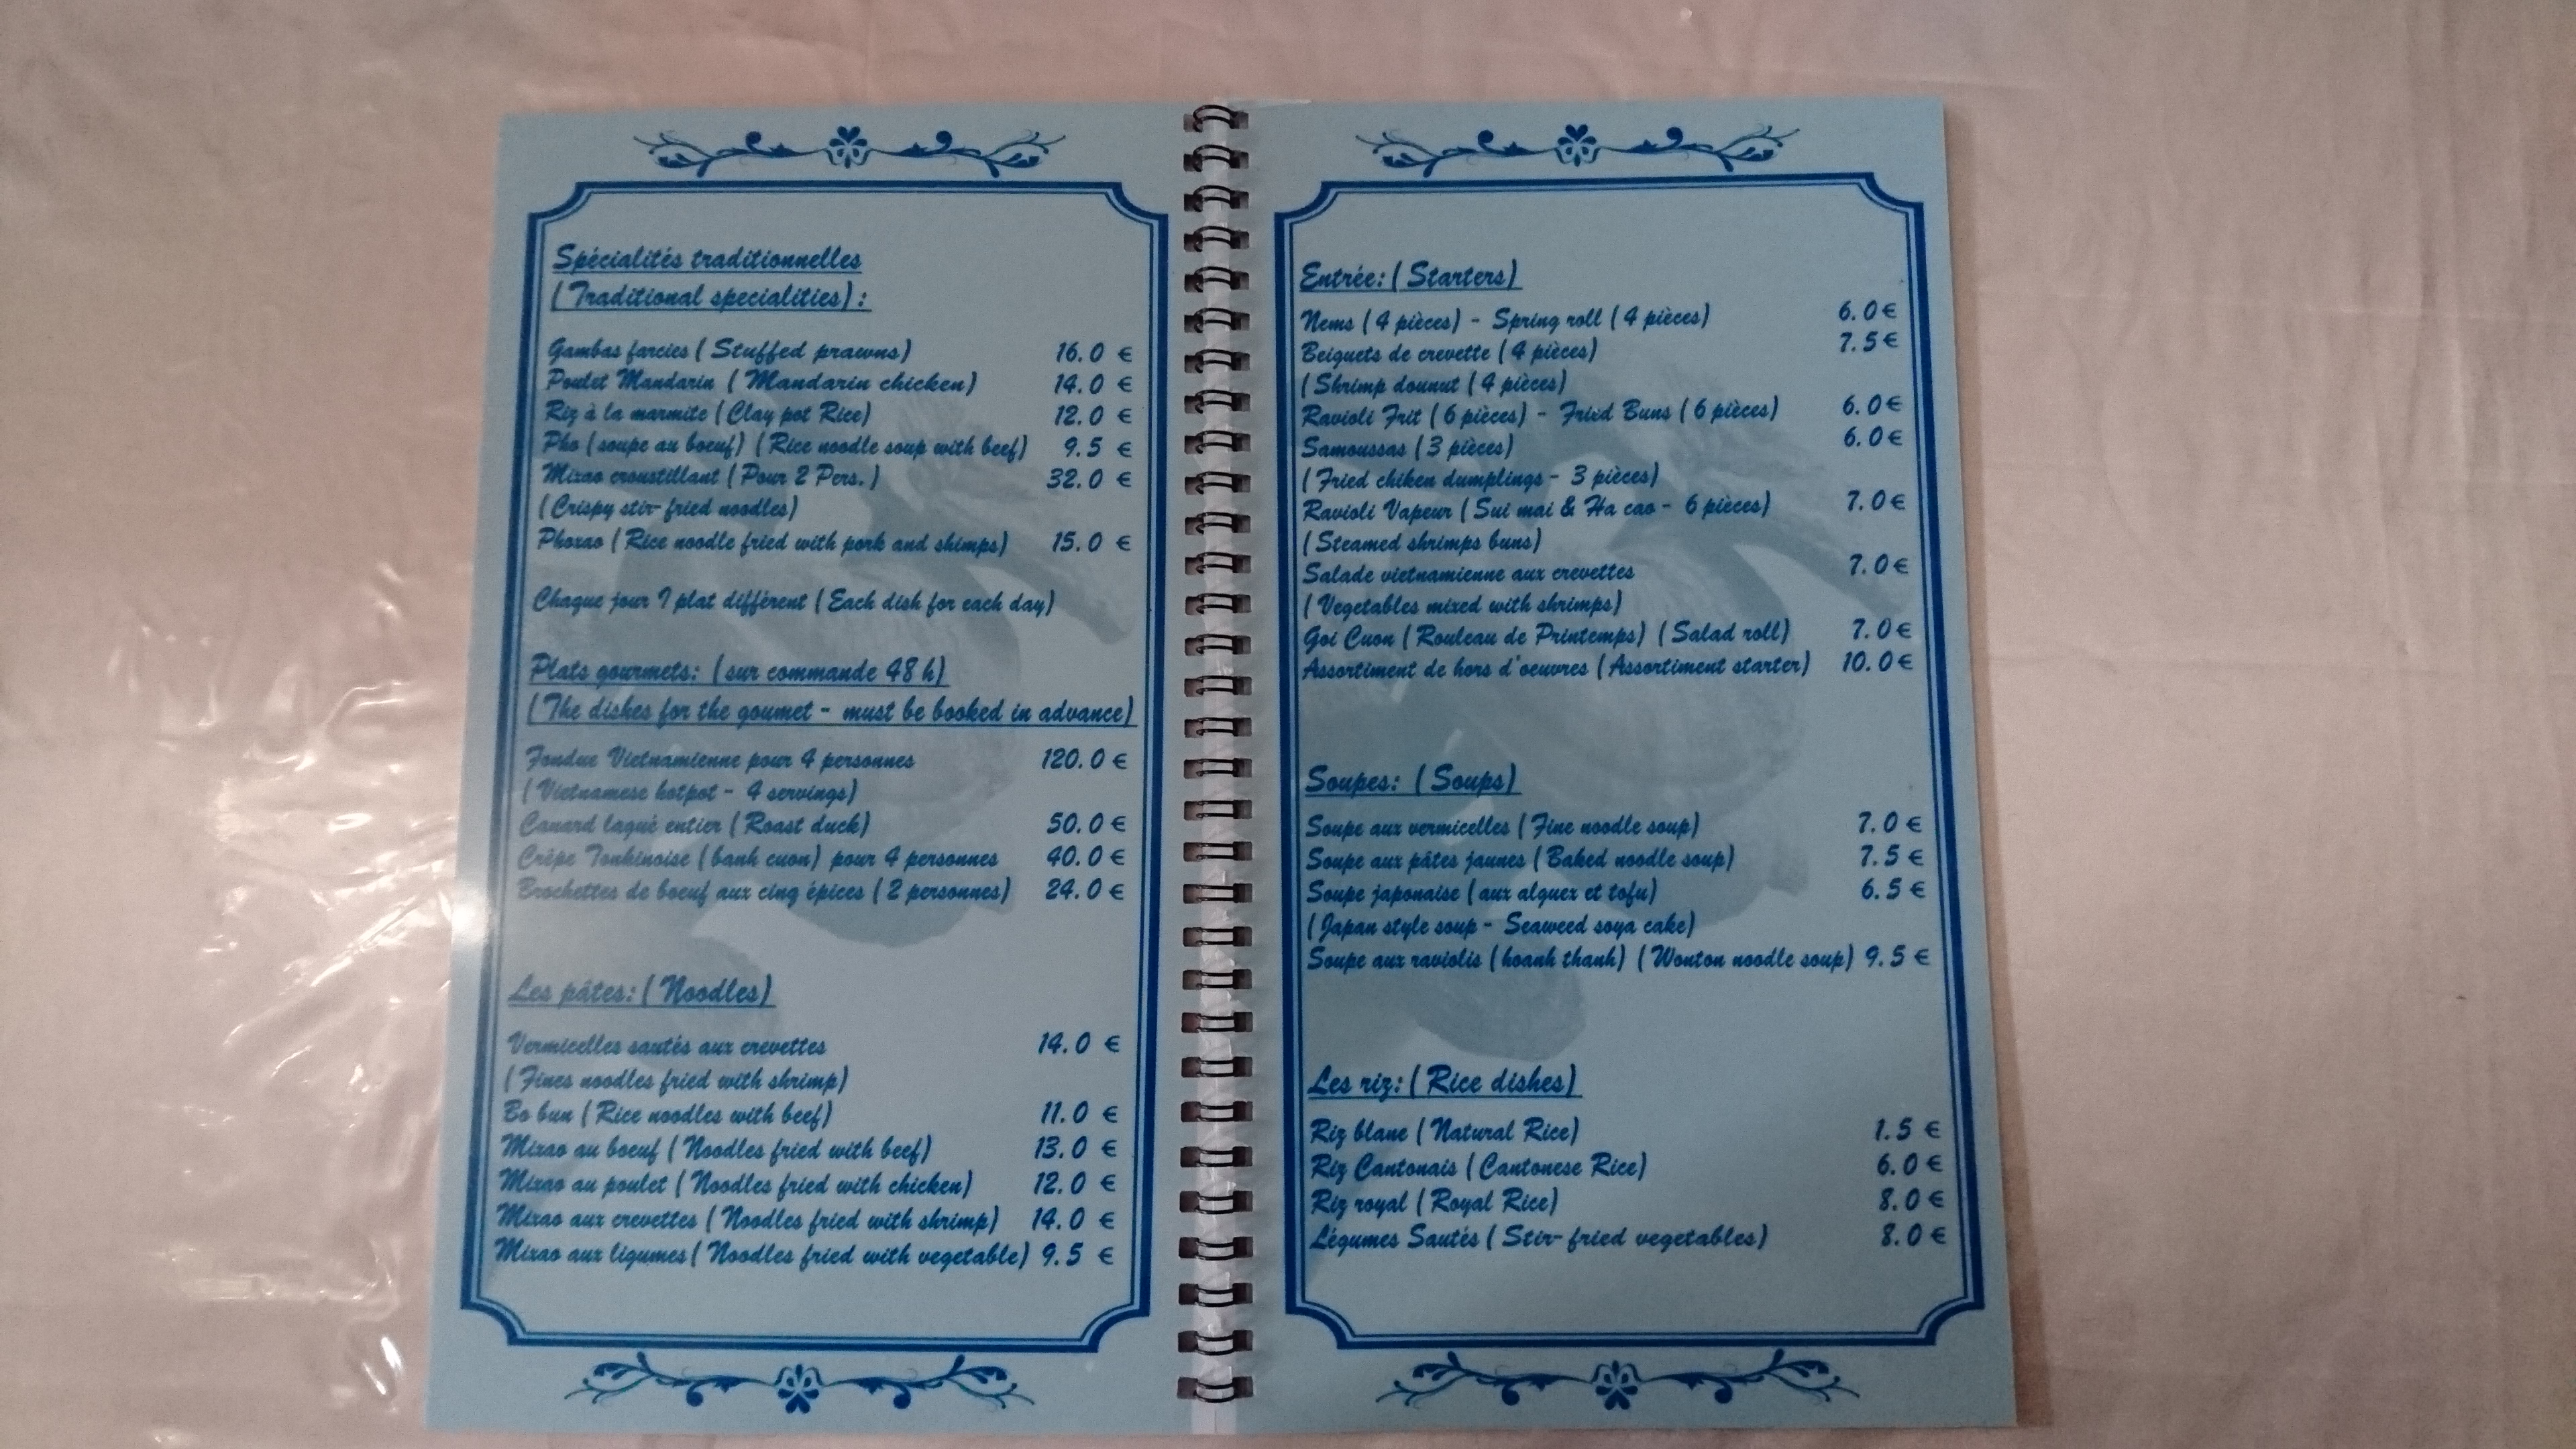 Spécialités traditionnelles
(Traditional specialities) :
Gambas farcies (Stuffed prawns) 16.0 €
Poulet Mandarin (Mandarin chicken) 14.0 €
Riz à la marmite (Clay pot Rice) 12.0 €
Pho (soupe au boeuf) (Rice noodle soup with beef) 9.5 €
Mixao croustillant (Pour 2 Pers.) 32.0 €
(Crispy stir-fried noodles)
Phoxao (Rice noodle fried with pork and shimps) 15.0 €
Chaque jour 1 plat différent (Each dish for each day)
Plats gourmets: (sur commande 48 h)
(The dishes for the goumet - must be booked in advance)
Fondue Vietnamienne pour 4 personnes 120.0 €
(Vietnamese hotpot - 4 servings)
Canard laqué entier (Roast duck) 50.0 €
Crêpe Tonkinoise (banh cuon) pour 4 personnes 40.0 €
Brochettes de boeuf aux cinq épices (2 personnes) 24.0 €
Les pâtes: (Noodles)
Vermicelles sautés aux crevettes 14.0 €
(Fines noodles fried with shrimp)
Bo bun (Rice noodles with beef) 11.0 €
Mixao au boeuf (Noodles fried with beef) 13.0 €
Mixao au poulet (Noodles fried with chicken) 12.0 €
Mixao aux crevettes (Noodles fried with shrimp) 14.0 €
Mixao aux ligumes (Noodles fried with vegetable) 9.5 €
Entrée: (Starters)
Nems (4 pièces) - Spring roll (4 pièces) 6.0 €
Beiguets de crevette (4 pièces) 7.5 €
(Shrimp dounut (4 pièces)
Ravioli Frit (6 pièces) - Fried Buns (6 pièces) 6.0 €
Samoussas (3 pièces) 6.0 €
(Fried chiken dumplings - 3 pièces)
Ravioli Vapeur (Sui mai & Ha cao - 6 pièces) 7.0 €
(Steamed shrimps buns)
Salade vietnamienne aux crevettes 7.0 €
(Vegetables mixed with shrimps)
Goi Cuon (Rouleau de Printemps) (Salad roll) 7.0 €
Assortiment de hors d'oeuvres (Assortiment starter) 10.0 €
Soupes: (Soups)
Soupe aux vermicelles (Fine noodle soup) 7.0 €
Soupe aux pâtes jaunes (Baked noodle soup) 7.5 €
Soupe japonaise (aux alguex et tofu) 6.5 €
(Japan style soup - Seaweed soya cake)
Soupe aux raviolis (hoanh thanh) (Wonton noodle soup) 9.5 €
Les riz: (Rice dishes)
Riz blanc (Natural Rice) 1.5 €
Riz Cantonais (Cantonese Rice) 6.0 €
Riz royal (Royal Rice) 8.0 €
Légumes Sautés (Stir-fried vegetables) 8.0 €